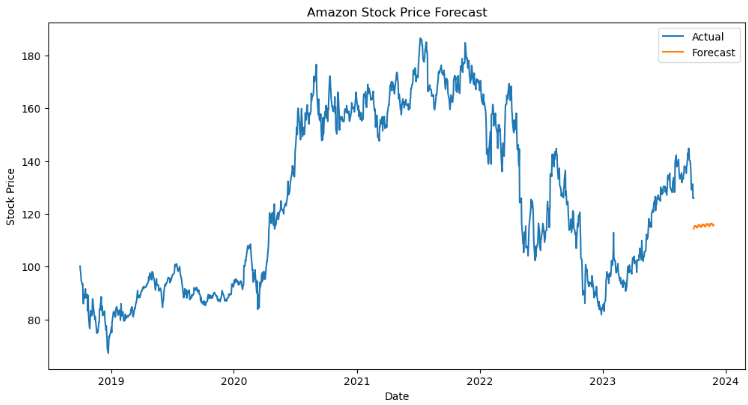 Amazon Stock Price Forecast
Actual
Forecast
Stock Price
180
160
140
120
100
80
2019
2020
2021
2022
2023
2024
Date